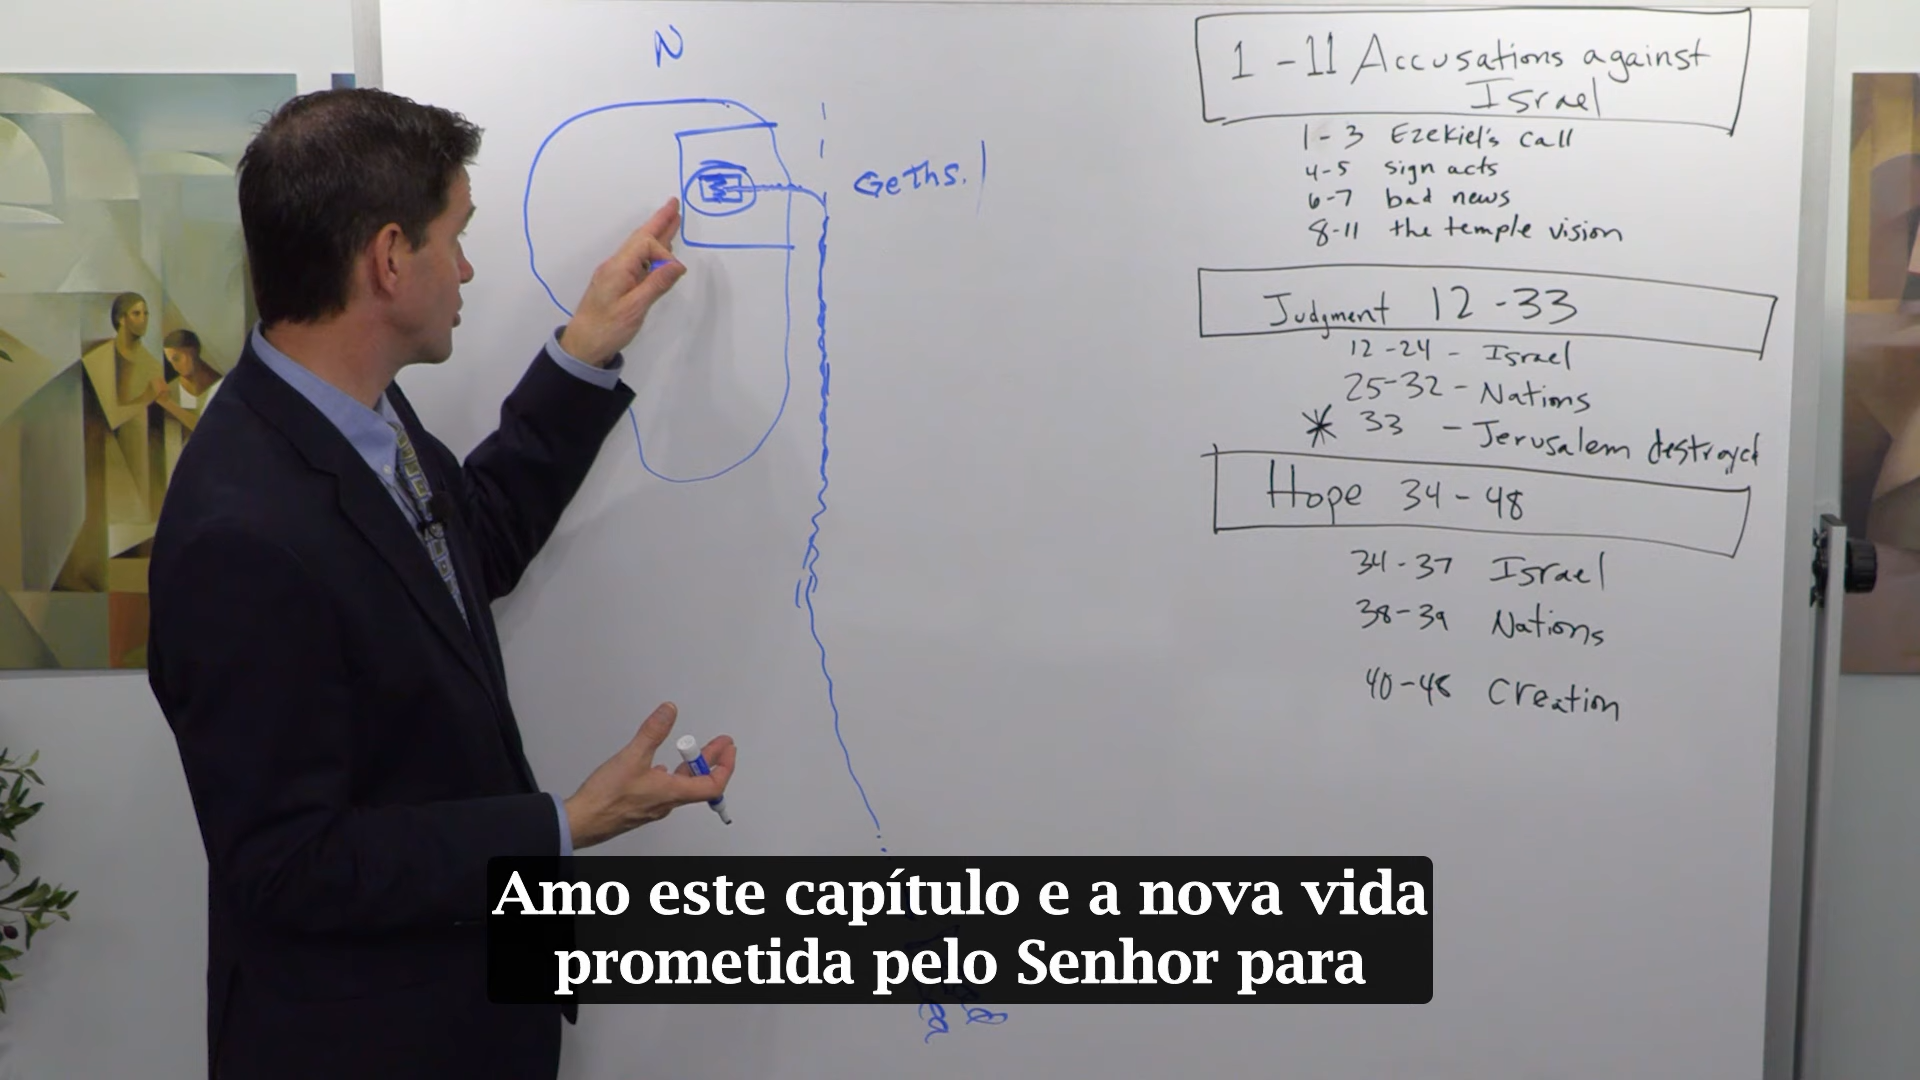 N
Geths.
1-11 Accusations against
Israel
1-3 Ezekiel's call
4-5 sign acts
6-7 bad news
8-11 the temple vision
Judgment 12-33
12-24 - Israel
25-32 - Nations
* 33 - Jerusalem destroyed
Hope 34-48
34-37 Israel
38-39 Nations
40-48 Creation
Amo este capítulo e a nova vida
prometida pelo Senhor para